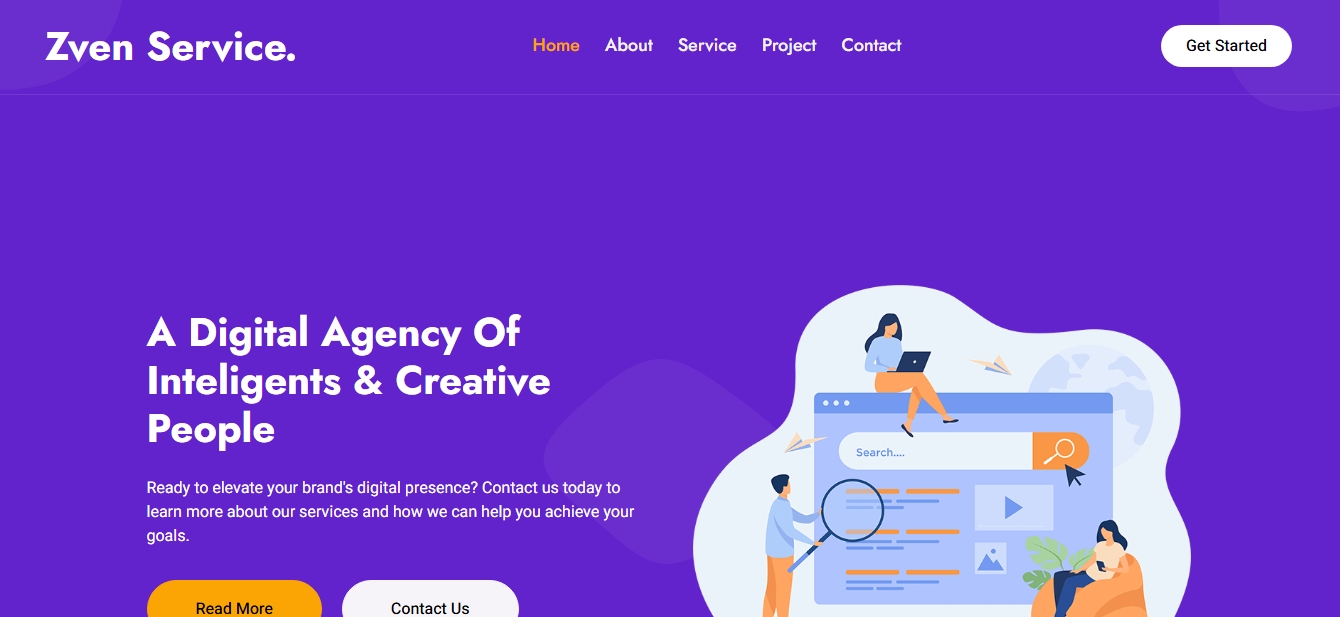 Zven Service.
Home About Service Project Contact
Get Started
A Digital Agency Of
Inteligents & Creative
People
Ready to elevate your brand's digital presence? Contact us today to
learn more about our services and how we can help you achieve your
goals.
Read More
Contact Us
Search....